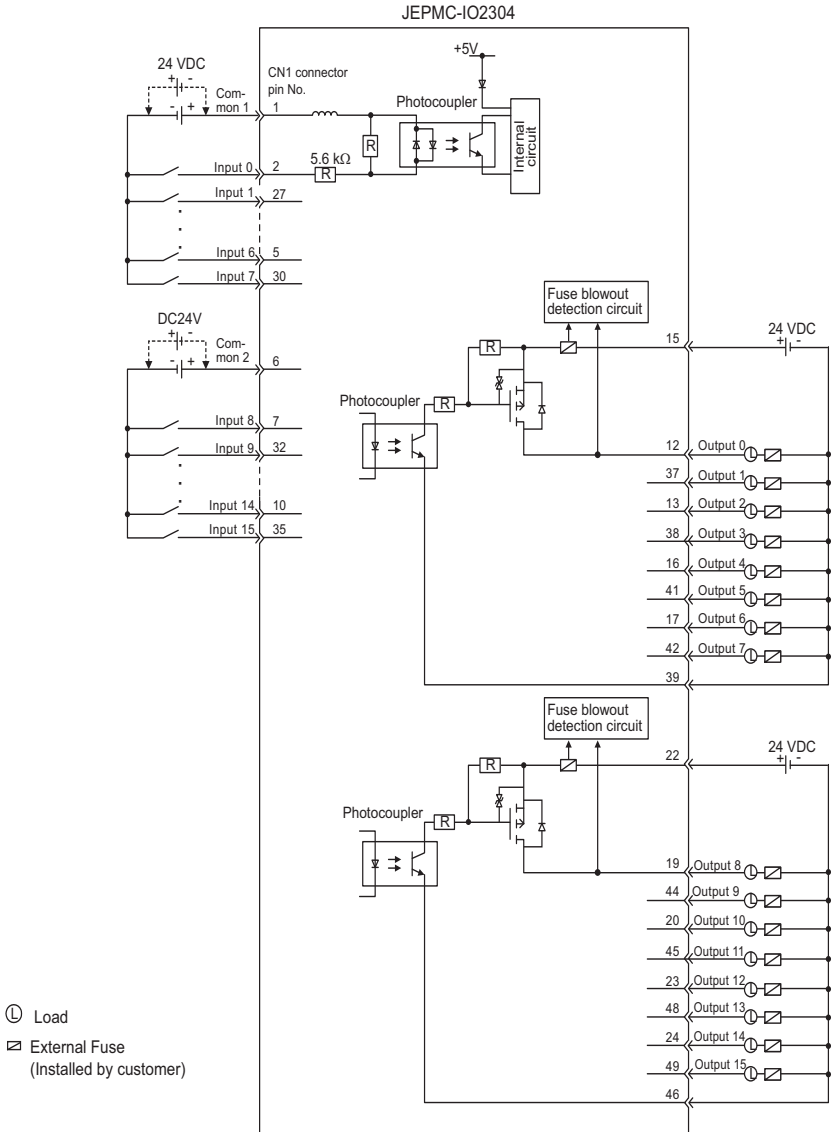 JEPMC-IO2304
+5V
24 VDC
+ -
- +
Com-
mon 1
CN1 connector
pin No.
1
Photocoupler
Internal
circuit
R
5.6 kΩ
R
Input 0 2
Input 1 27
Input 6 5
Input 7 30
DC24V
+ -
- +
Com-
mon 2
6
Input 8 7
Input 9 32
Input 14 10
Input 15 35
Fuse blowout
detection circuit
R
15
24 VDC
+ -
Photocoupler
R
12 Output 0 L
37 Output 1 L
13 Output 2 L
38 Output 3 L
16 Output 4 L
41 Output 5 L
17 Output 6 L
42 Output 7 L
39
Fuse blowout
detection circuit
R
22
24 VDC
+ -
Photocoupler
R
19 Output 8 L
44 Output 9 L
20 Output 10 L
45 Output 11 L
23 Output 12 L
48 Output 13 L
24 Output 14 L
49 Output 15 L
46
L Load
External Fuse
(Installed by customer)